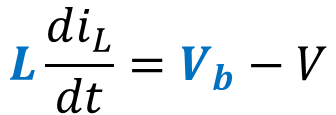 L di_L/dt = V_b − V